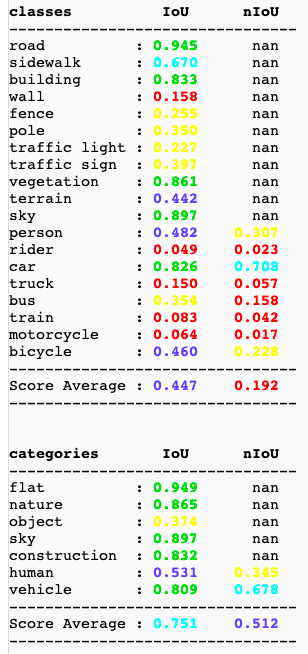 classes IoU nIoU
--------------------------------
road : 0.945 nan
sidewalk : 0.670 nan
building : 0.833 nan
wall : 0.158 nan
fence : 0.255 nan
pole : 0.350 nan
traffic light : 0.227 nan
traffic sign : 0.397 nan
vegetation : 0.861 nan
terrain : 0.442 nan
sky : 0.897 nan
person : 0.482 0.307
rider : 0.049 0.023
car : 0.826 0.708
truck : 0.150 0.057
bus : 0.354 0.158
train : 0.083 0.042
motorcycle : 0.064 0.017
bicycle : 0.460 0.228
--------------------------------
Score Average : 0.447 0.192
--------------------------------
categories IoU nIoU
--------------------------------
flat : 0.949 nan
nature : 0.865 nan
object : 0.374 nan
sky : 0.897 nan
construction : 0.832 nan
human : 0.531 0.345
vehicle : 0.809 0.678
--------------------------------
Score Average : 0.751 0.512
--------------------------------